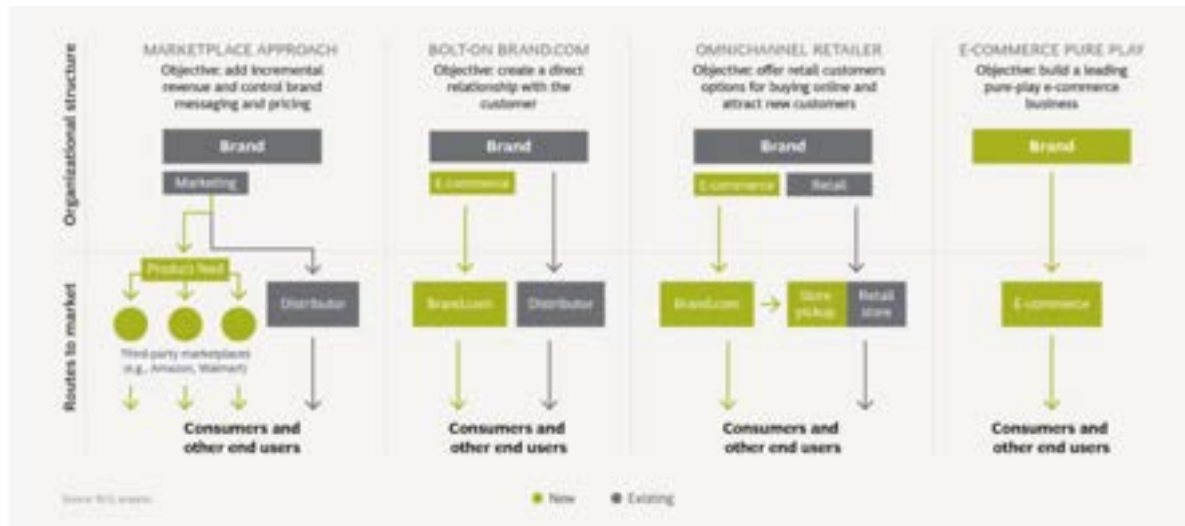 Organizational structure
Routes to market
MARKETPLACE APPROACH
Objective: add incremental
revenue and control brand
messaging and pricing
Brand
Marketing
Product feed
Distributor
Third-party marketplaces
(e.g., Amazon, Walmart)
Consumers and
other end users
BOLT-ON BRAND.COM
Objective: create a direct
relationship with the
customer
Brand
E-commerce
Brand.com
Distributor
Consumers and
other end users
OMNICHANNEL RETAILER
Objective: offer retail customers
options for buying online and
attract new customers
Brand
E-commerce
Retail
Brand.com
Store
pickup
Retail
store
Consumers and
other end users
E-COMMERCE PURE PLAY
Objective: build a leading
pure-play e-commerce
business
Brand
E-commerce
Consumers and
other end users
Source: BCG analysis.
New
Existing